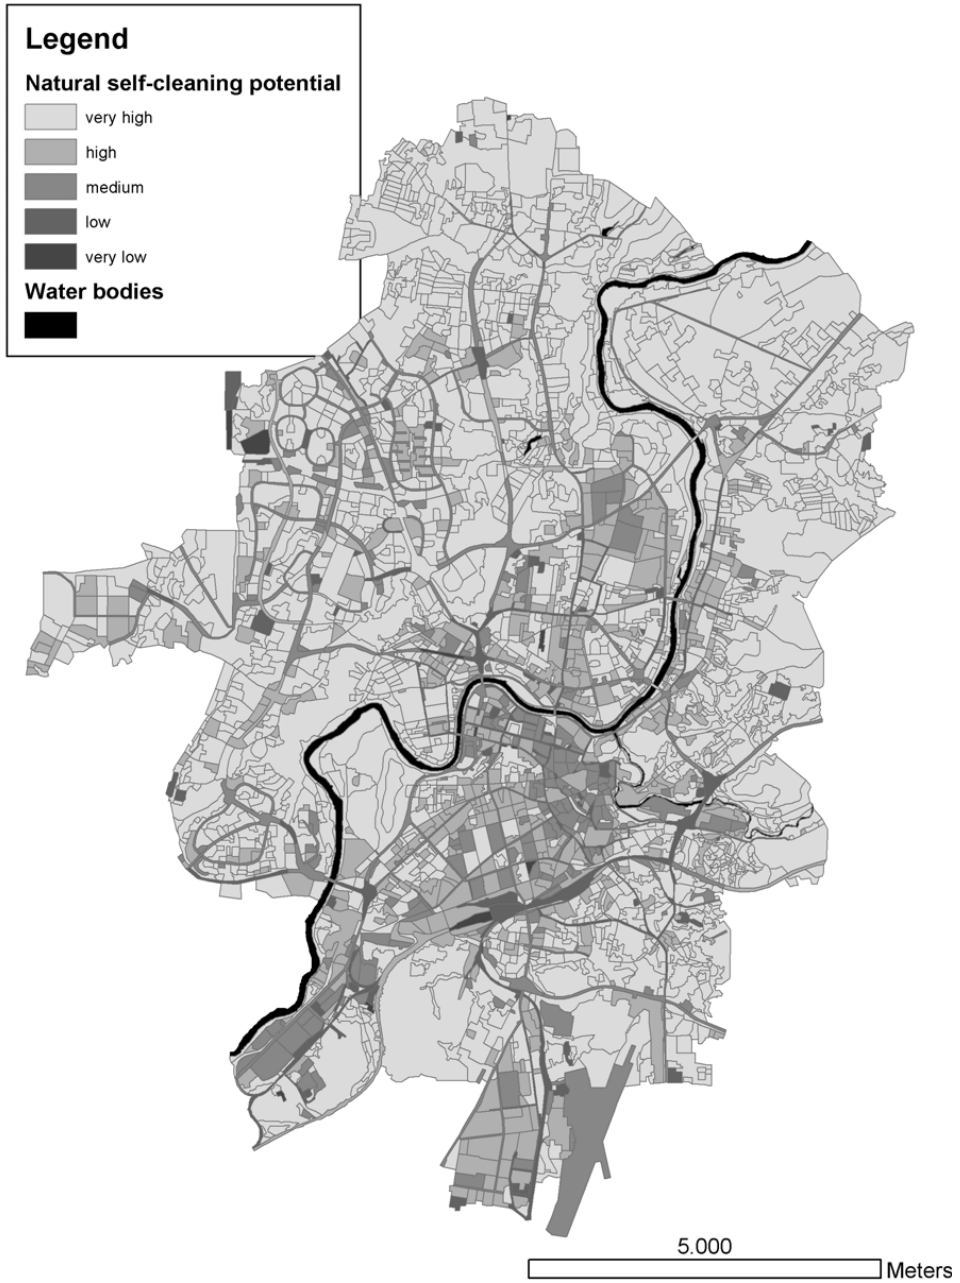 Legend
Natural self-cleaning potential
very high
high
medium
low
very low
Water bodies
5.000
Meters